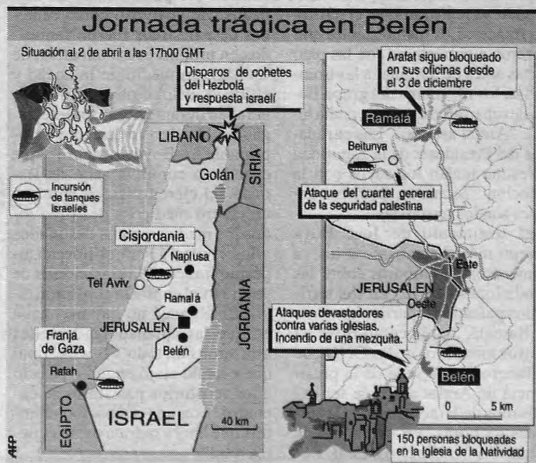 Jornada trágica en Belén
Situación al 2 de abril a las 17h00 GMT
Disparos de cohetes
del Hezbolá
y respuesta israelí
LIBANO
SIRIA
Golán
Incursión
de tanques
israelíes
Cisjordania
Naplusa
Tel Aviv
Ramalá
JERUSALEN
Belén
JORDANIA
Franja
de Gaza
Rafah
EGIPTO
ISRAEL
40 km
AFP
Arafat sigue bloqueado
en sus oficinas desde
el 3 de diciembre
Ramalá
Beitunya
Ataque del cuartel general
de la seguridad palestina
Este
JERUSALEN
Oeste
Ataques devastadores
contra varias iglesias.
Incendio de una mezquita.
Belén
0 5 km
150 personas bloqueadas
en la Iglesia de la Natividad